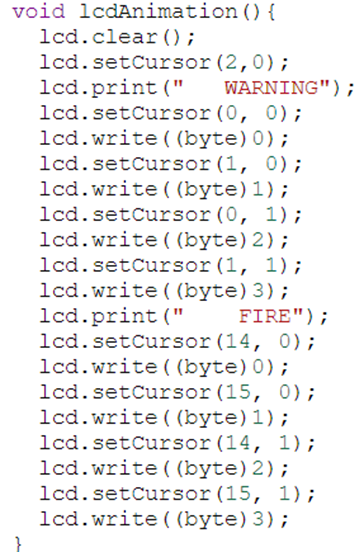 void lcdAnimation(){
  lcd.clear();
  lcd.setCursor(2,0);
  lcd.print("   WARNING");
  lcd.setCursor(0, 0);
  lcd.write((byte)0);
  lcd.setCursor(1, 0);
  lcd.write((byte)1);
  lcd.setCursor(0, 1);
  lcd.write((byte)2);
  lcd.setCursor(1, 1);
  lcd.write((byte)3);
  lcd.print("    FIRE");
  lcd.setCursor(14, 0);
  lcd.write((byte)0);
  lcd.setCursor(15, 0);
  lcd.write((byte)1);
  lcd.setCursor(14, 1);
  lcd.write((byte)2);
  lcd.setCursor(15, 1);
  lcd.write((byte)3);
}